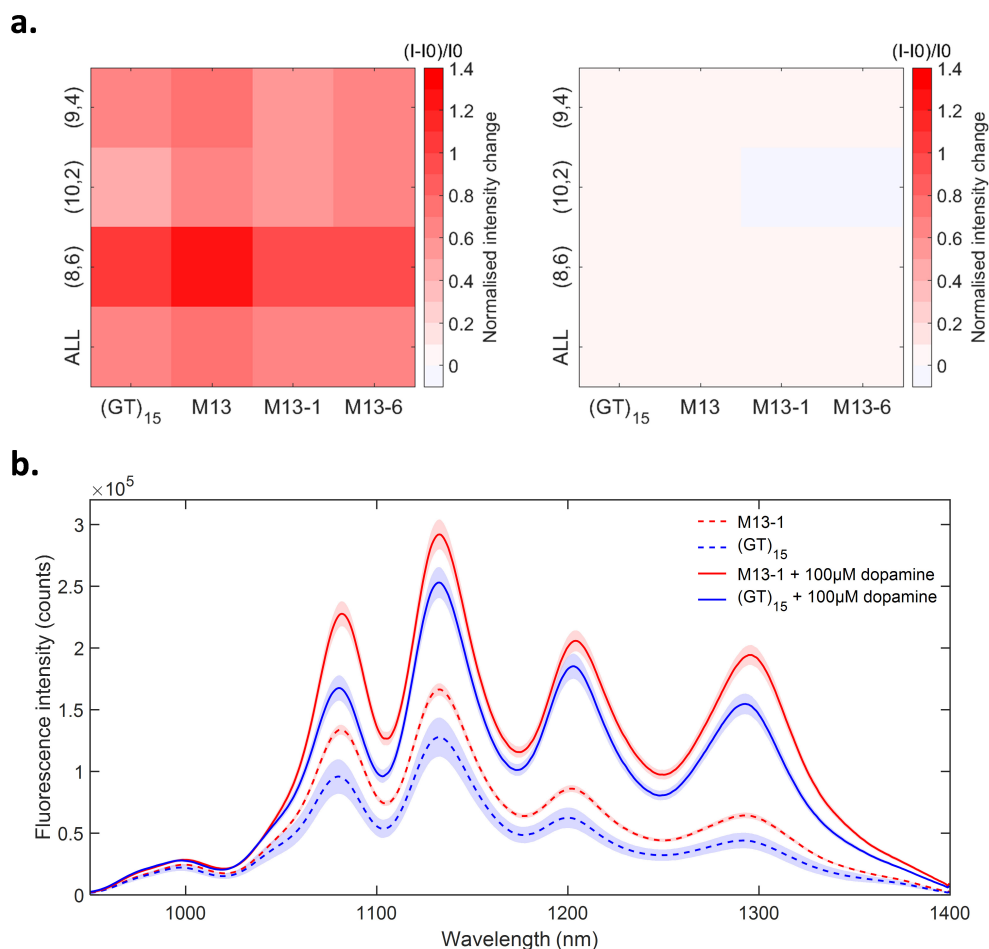 a.
(I-I0)/I0
(9,4)
(10,2)
(8,6)
ALL
(GT)15
M13
M13-1
M13-6
1.4
1.2
1
0.8
0.6
0.4
0.2
0
Normalised intensity change
(I-I0)/I0
(9,4)
(10,2)
(8,6)
ALL
(GT)15
M13
M13-1
M13-6
1.4
1.2
1
0.8
0.6
0.4
0.2
0
Normalised intensity change
b.
×10^5
3
2.5
2
1.5
1
0.5
0
Fluorescence intensity (counts)
M13-1
(GT)15
M13-1 + 100μM dopamine
(GT)15 + 100μM dopamine
1000
1100
1200
1300
1400
Wavelength (nm)